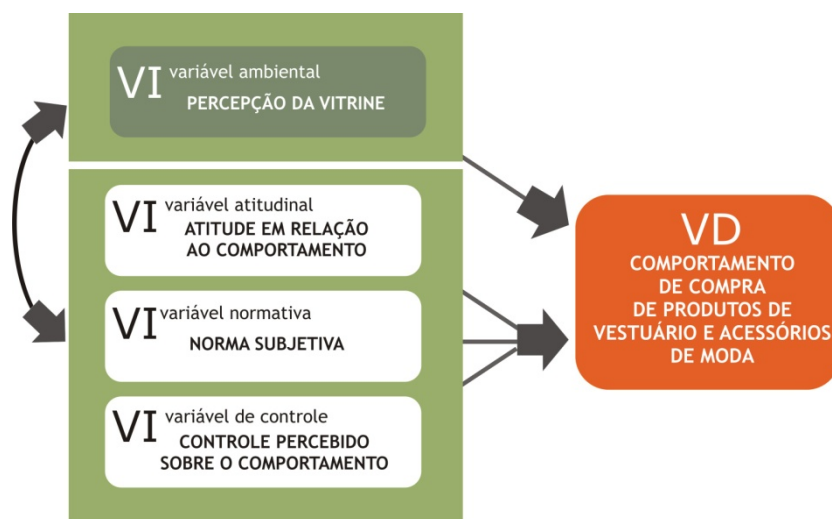 VI variável ambiental
PERCEPÇÃO DA VITRINE
VI variável atitudinal
ATITUDE EM RELAÇÃO
AO COMPORTAMENTO
VI variável normativa
NORMA SUBJETIVA
VI variável de controle
CONTROLE PERCEBIDO
SOBRE O COMPORTAMENTO
VD
COMPORTAMENTO
DE COMPRA
DE PRODUTOS DE
VESTUÁRIO E ACESSÓRIOS
DE MODA